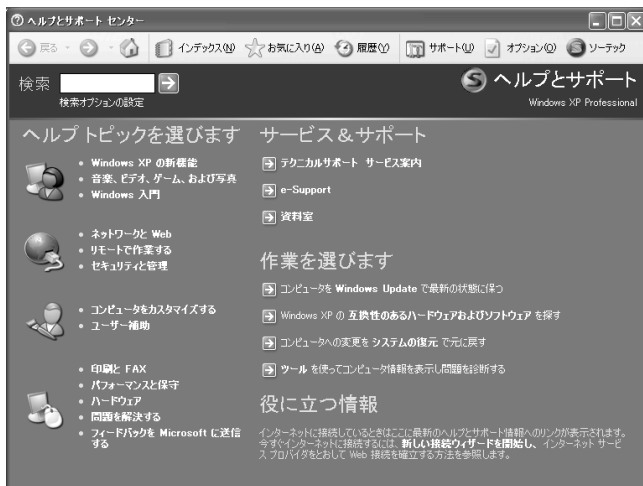 ヘルプとサポート センター
戻る
インデックス(N)
お気に入り(A)
履歴(Y)
サポート(U)
オプション(O)
ソーテック
検索
検索オプションの設定
ヘルプとサポート
Windows XP Professional
ヘルプ トピックを選びます
Windows XP の新機能
音楽、ビデオ、ゲーム、および写真
Windows 入門
ネットワークと Web
リモートで作業する
セキュリティと管理
コンピュータをカスタマイズする
ユーザー補助
印刷と FAX
パフォーマンスと保守
ハードウェア
問題を解決する
フィードバックを Microsoft に送信
する
サービス&サポート
テクニカルサポート サービス案内
e-Support
資料室
作業を選びます
コンピュータを Windows Update で最新の状態に保つ
Windows XP の 互換性のあるハードウェアおよびソフトウェア を探す
コンピュータへの変更を システムの復元 で元に戻す
ツール を使ってコンピュータ情報を表示し問題を診断する
役に立つ情報
インターネットに接続しているときはここに最新のヘルプとサポート情報へのリンクが表示されます。
今すぐインターネットに接続するには、新しい接続ウィザードを開始し、インターネット サービ
ス プロバイダをとおして Web 接続を確立する方法を参照します。